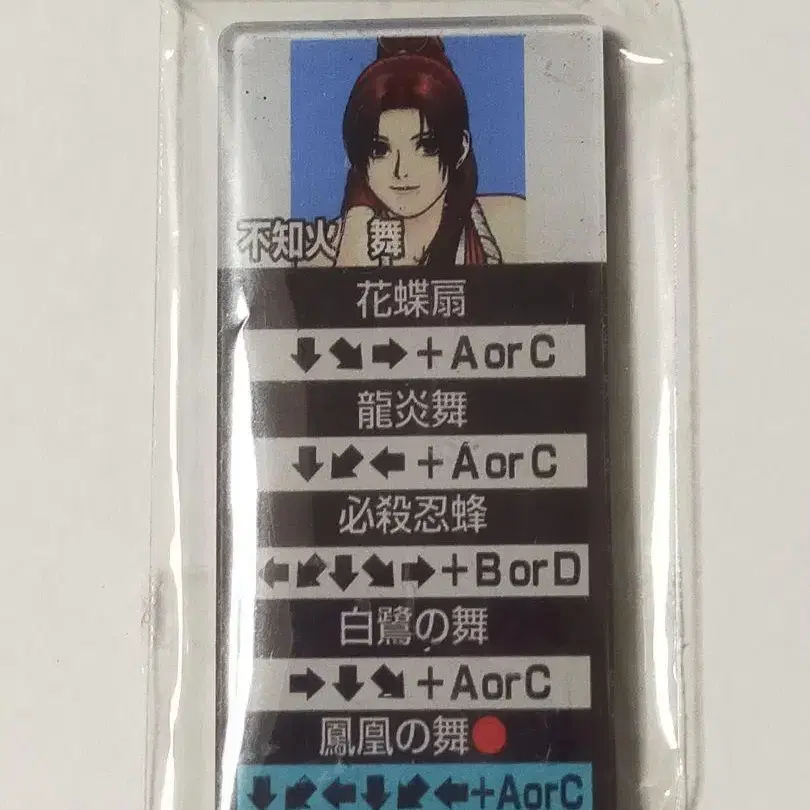 不知火 舞
花蝶扇
⬇⬊➡+AorC
龍炎舞
⬇⬋⬅+AorC
必殺忍蜂
⬅⬋⬇⬊➡+BorD
白鷺の舞
➡⬇⬊+AorC
鳳凰の舞
⬇⬋⬅⬇⬋⬅+AorC